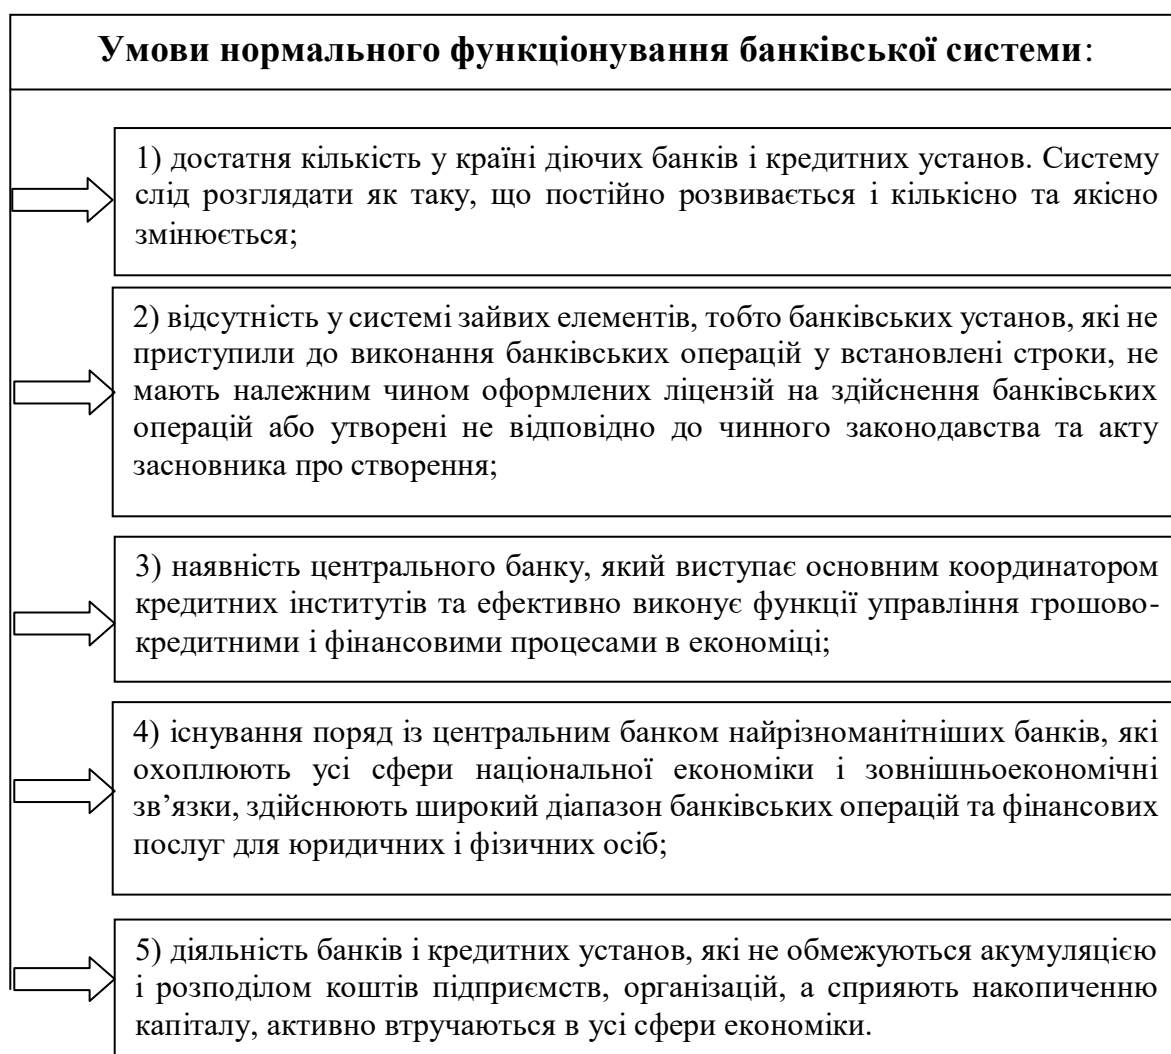 Умови нормального функціонування банківської системи:
1) достатня кількість у країні діючих банків і кредитних установ. Систему
слід розглядати як таку, що постійно розвивається і кількісно та якісно
змінюється;
2) відсутність у системі зайвих елементів, тобто банківських установ, які не
приступили до виконання банківських операцій у встановлені строки, не
мають належним чином оформлених ліцензій на здійснення банківських
операцій або утворені не відповідно до чинного законодавства та акту
засновника про створення;
3) наявність центрального банку, який виступає основним координатором
кредитних інститутів та ефективно виконує функції управління грошово-
кредитними і фінансовими процесами в економіці;
4) існування поряд із центральним банком найрізноманітніших банків, які
охоплюють усі сфери національної економіки і зовнішньоекономічні
зв’язки, здійснюють широкий діапазон банківських операцій та фінансових
послуг для юридичних і фізичних осіб;
5) діяльність банків і кредитних установ, які не обмежуються акумуляцією
і розподілом коштів підприємств, організацій, а сприяють накопиченню
капіталу, активно втручаються в усі сфери економіки.